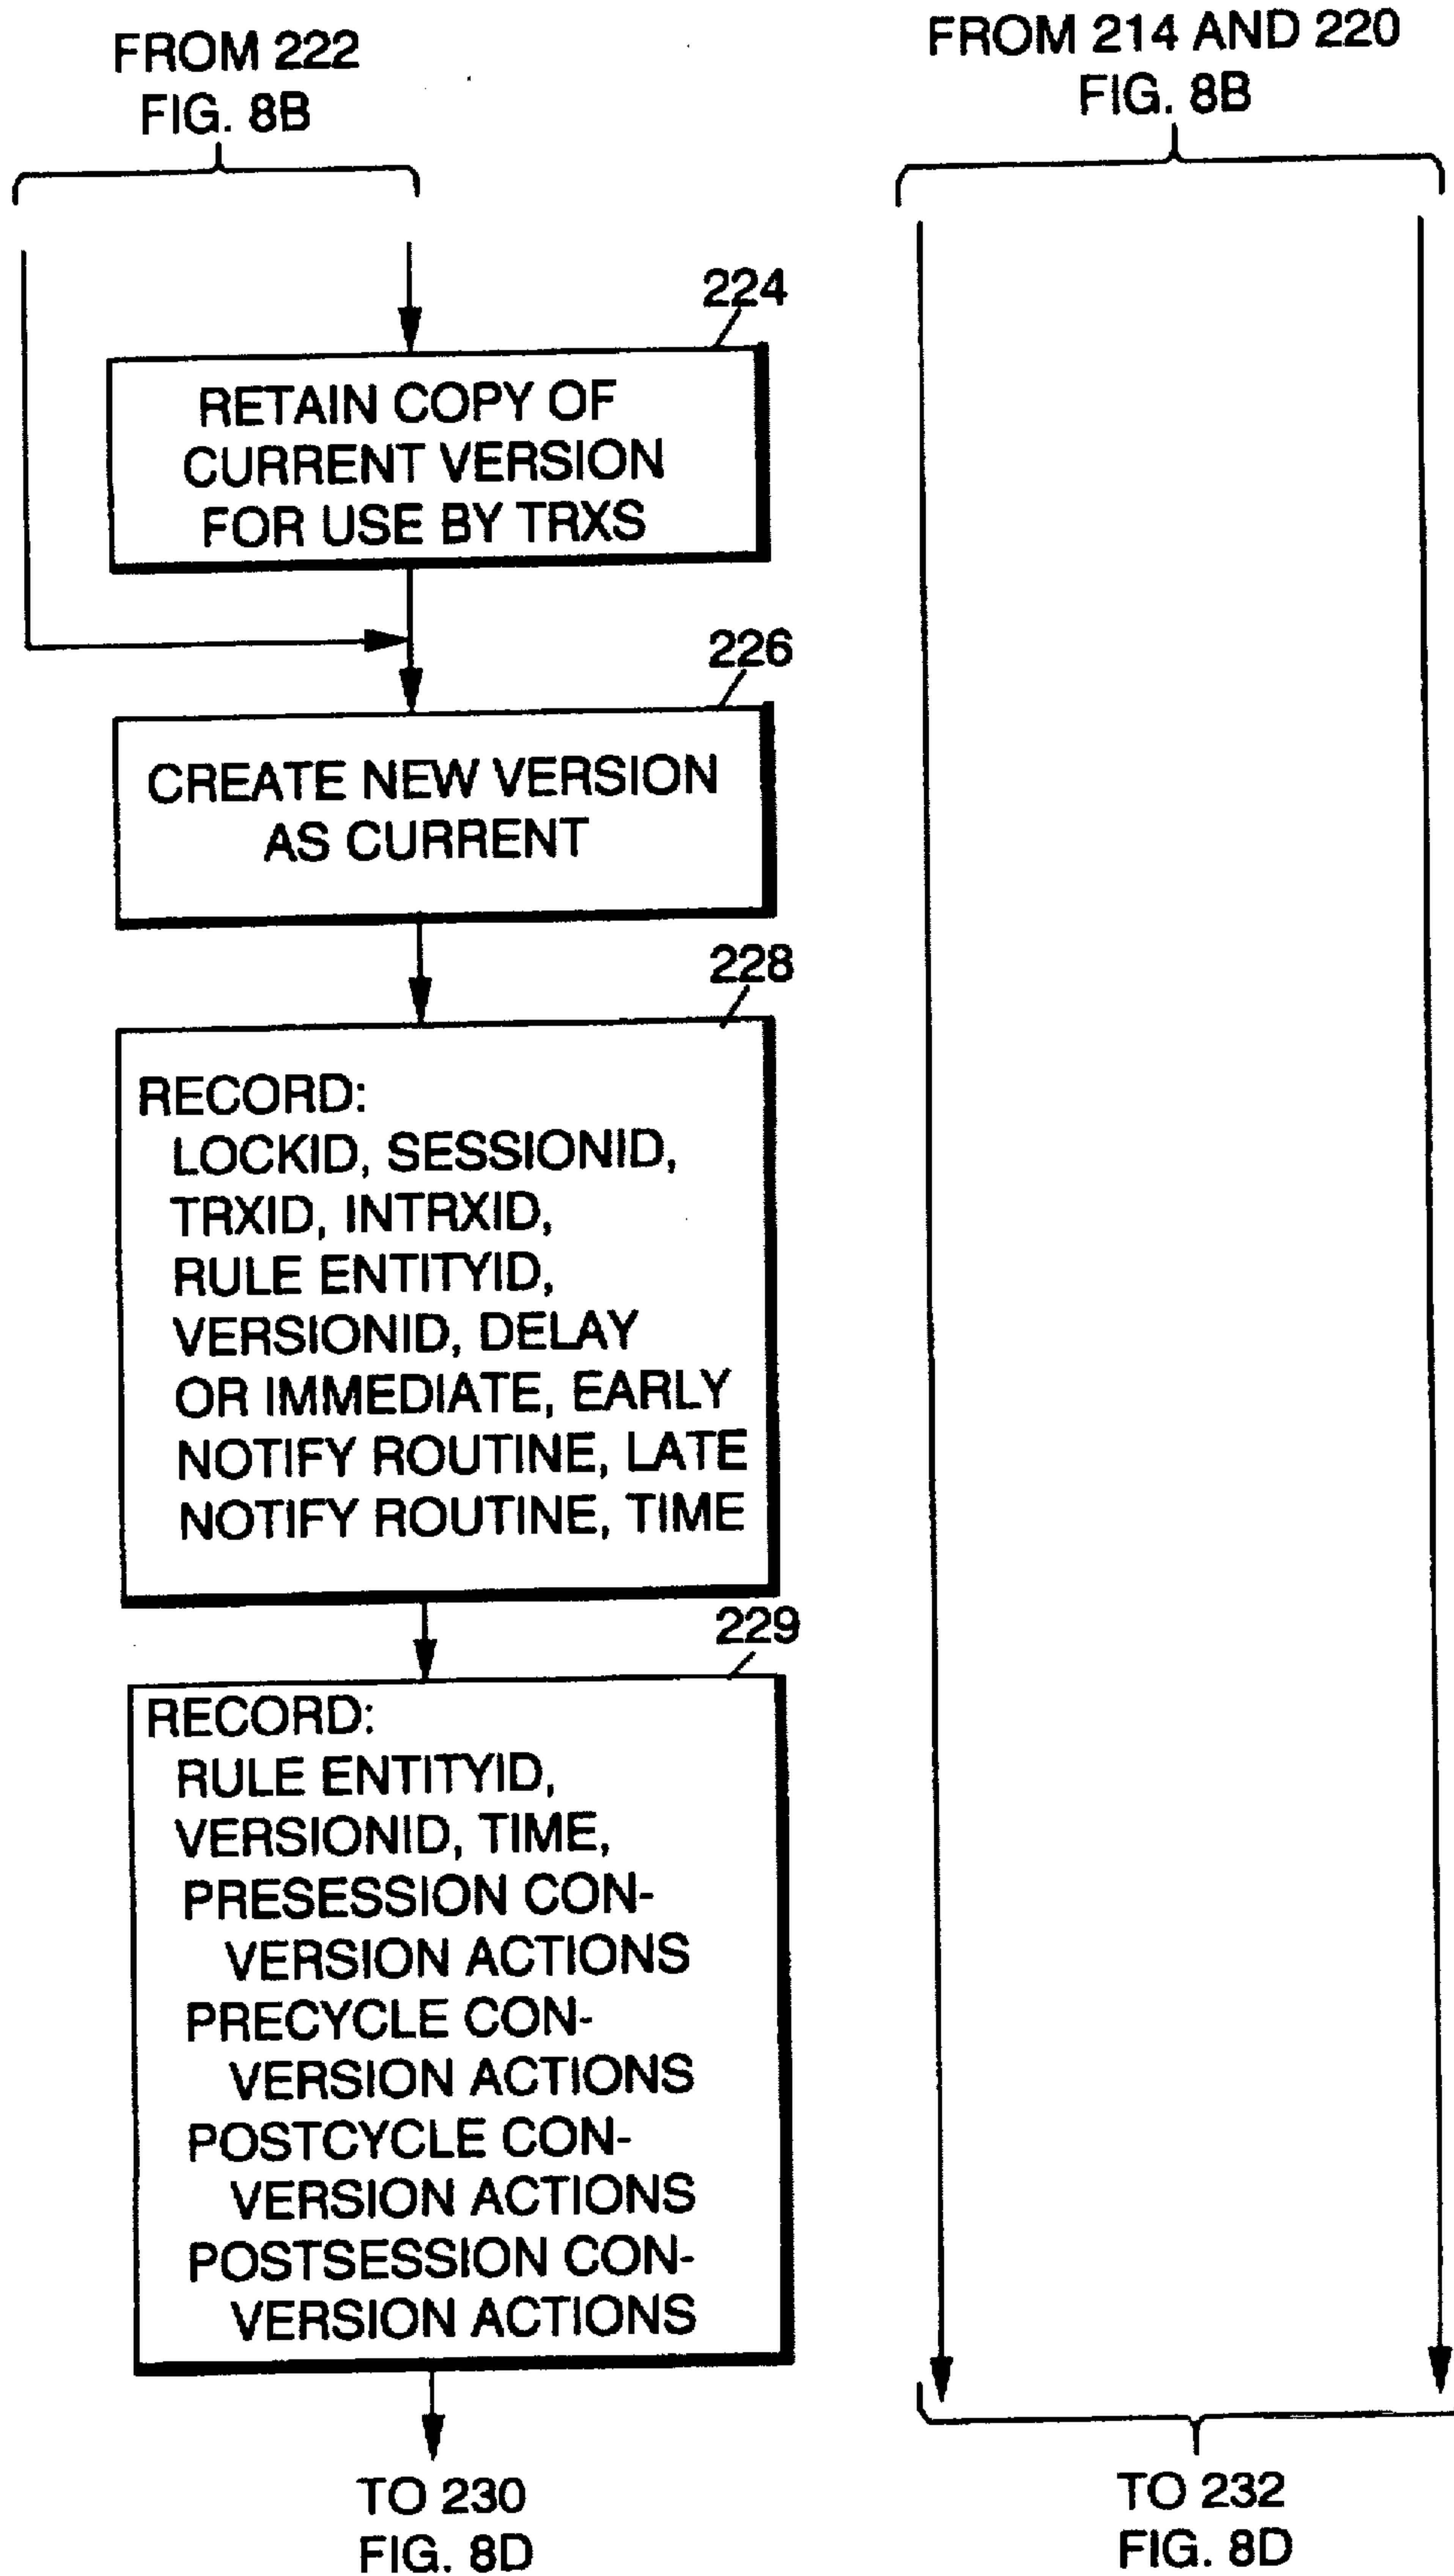 FROM 222
FIG. 8B
FROM 214 AND 220
FIG. 8B
224
RETAIN COPY OF
CURRENT VERSION
FOR USE BY TRXS
226
CREATE NEW VERSION
AS CURRENT
228
RECORD:
LOCKID, SESSIONID,
TRXID, INTRXID,
RULE ENTITYID,
VERSIONID, DELAY
OR IMMEDIATE, EARLY
NOTIFY ROUTINE, LATE
NOTIFY ROUTINE, TIME
229
RECORD:
RULE ENTITYID,
VERSIONID, TIME,
PRESESSION CON-
VERSION ACTIONS
PRECYCLE CON-
VERSION ACTIONS
POSTCYCLE CON-
VERSION ACTIONS
POSTSESSION CON-
VERSION ACTIONS
TO 230
FIG. 8D
TO 232
FIG. 8D